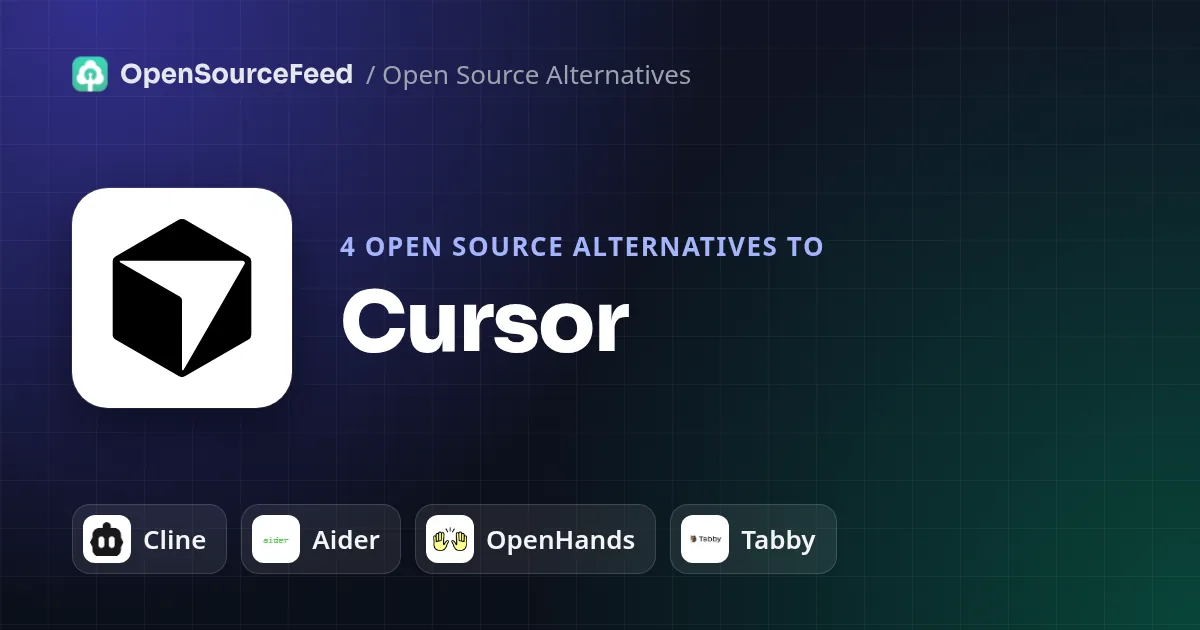 OpenSourceFeed / Open Source Alternatives
4 OPEN SOURCE ALTERNATIVES TO
Cursor
Cline
aider Aider
OpenHands
Tabby Tabby